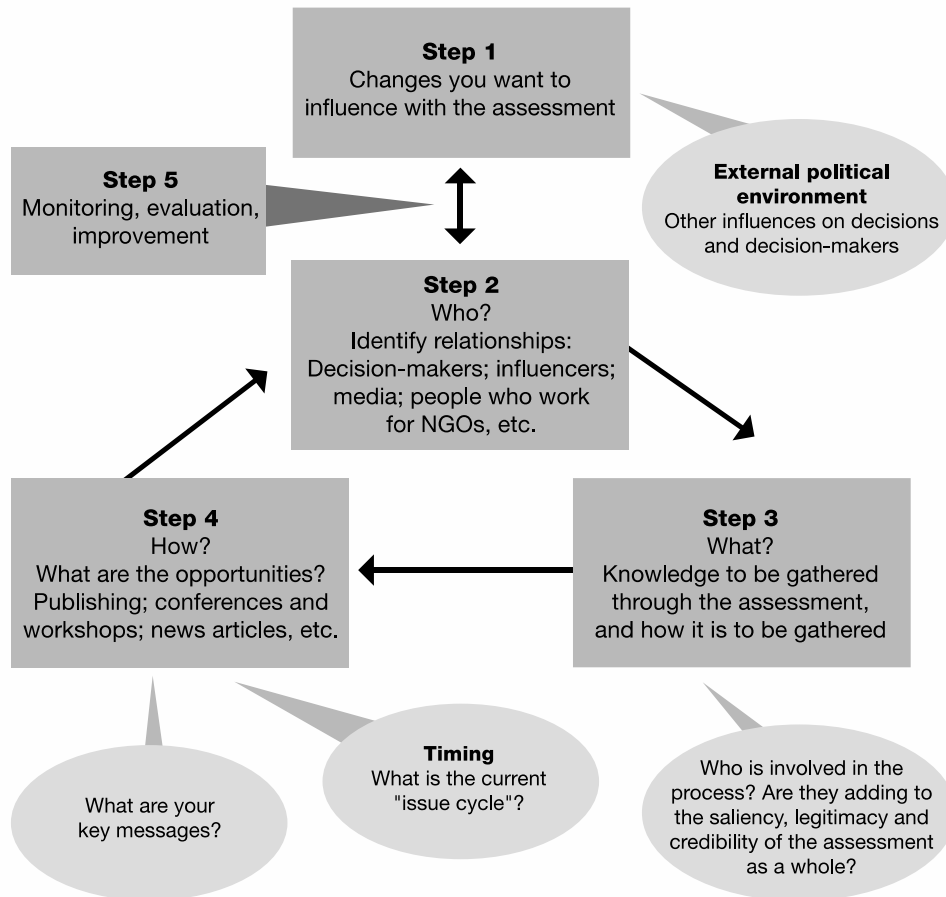 Step 1
Changes you want to
influence with the assessment
External political
environment
Other influences on decisions
and decision-makers
Step 5
Monitoring, evaluation,
improvement
Step 2
Who?
Identify relationships:
Decision-makers; influencers;
media; people who work
for NGOs, etc.
Step 4
How?
What are the opportunities?
Publishing; conferences and
workshops; news articles, etc.
Step 3
What?
Knowledge to be gathered
through the assessment,
and how it is to be gathered
What are your
key messages?
Timing
What is the current
"issue cycle"?
Who is involved in the
process? Are they adding to
the saliency, legitimacy and
credibility of the assessment
as a whole?